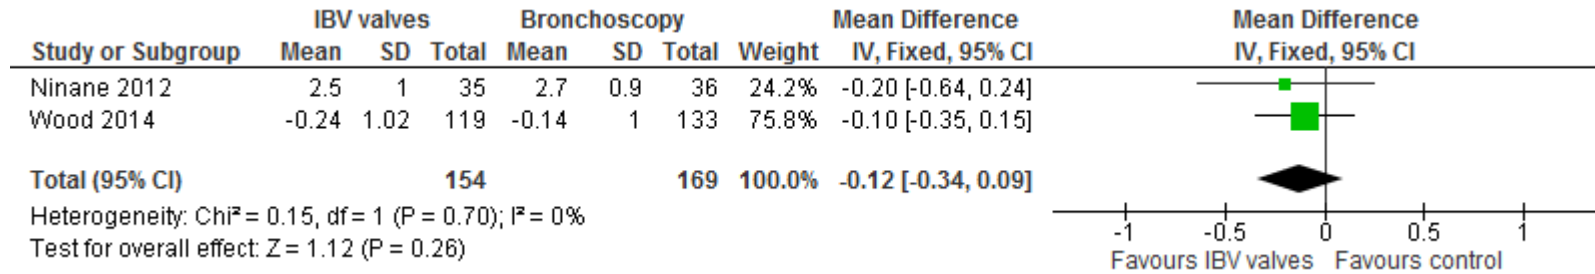 IBV valves Bronchoscopy Mean Difference Mean Difference
Study or Subgroup Mean SD Total Mean SD Total Weight IV, Fixed, 95% CI IV, Fixed, 95% CI
Ninane 2012 2.5 1 35 2.7 0.9 36 24.2% -0.20 [-0.64, 0.24]
Wood 2014 -0.24 1.02 119 -0.14 1 133 75.8% -0.10 [-0.35, 0.15]
Total (95% CI) 154 169 100.0% -0.12 [-0.34, 0.09]
Heterogeneity: Chi² = 0.15, df = 1 (P = 0.70); I² = 0%
Test for overall effect: Z = 1.12 (P = 0.26)
-1 -0.5 0 0.5 1
Favours IBV valves Favours control